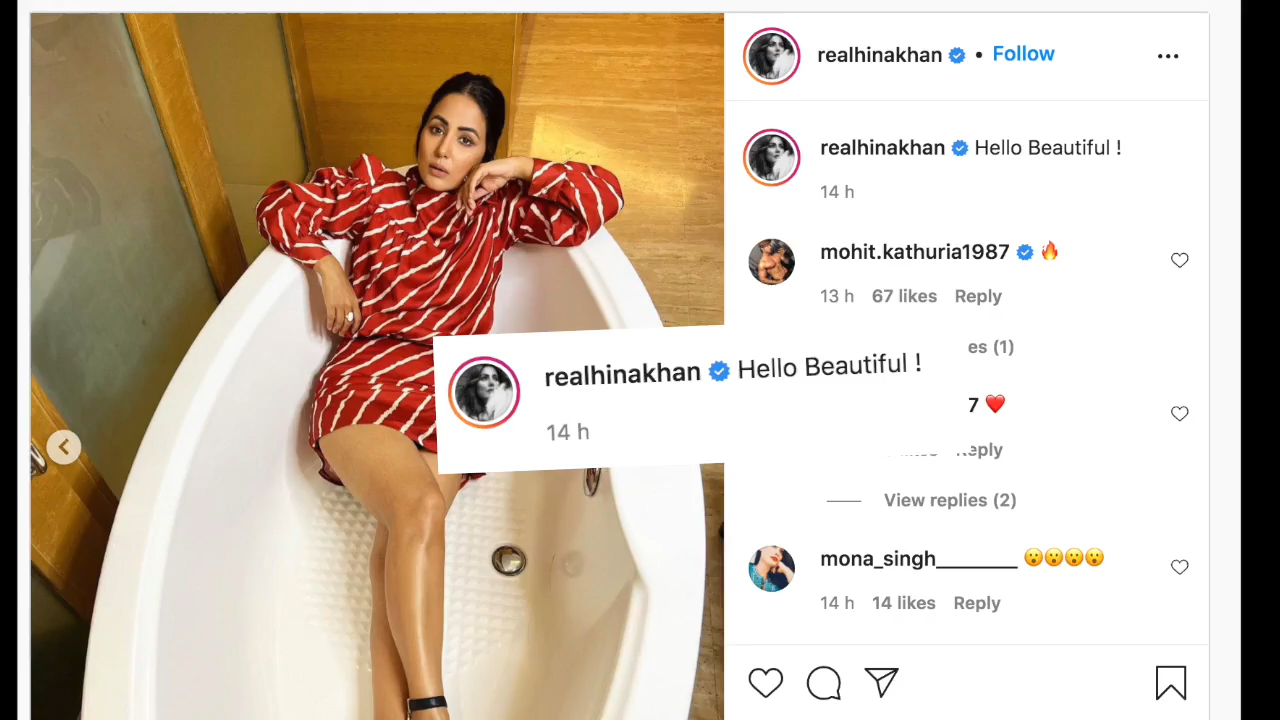 realhinakhan • Follow
realhinakhan Hello Beautiful !
14 h
mohit.kathuria1987 🔥
13 h 67 likes Reply
es (1)
realhinakhan Hello Beautiful !
14 h
7 ❤️
Reply
View replies (2)
mona_singh________ 😮😮😮😮
14 h 14 likes Reply